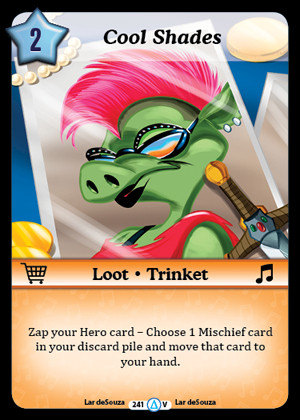 2
Cool Shades
Loot • Trinket
Zap your Hero card – Choose 1 Mischief card
in your discard pile and move that card to
your hand.
Lar deSouza 241 A V Lar deSouza